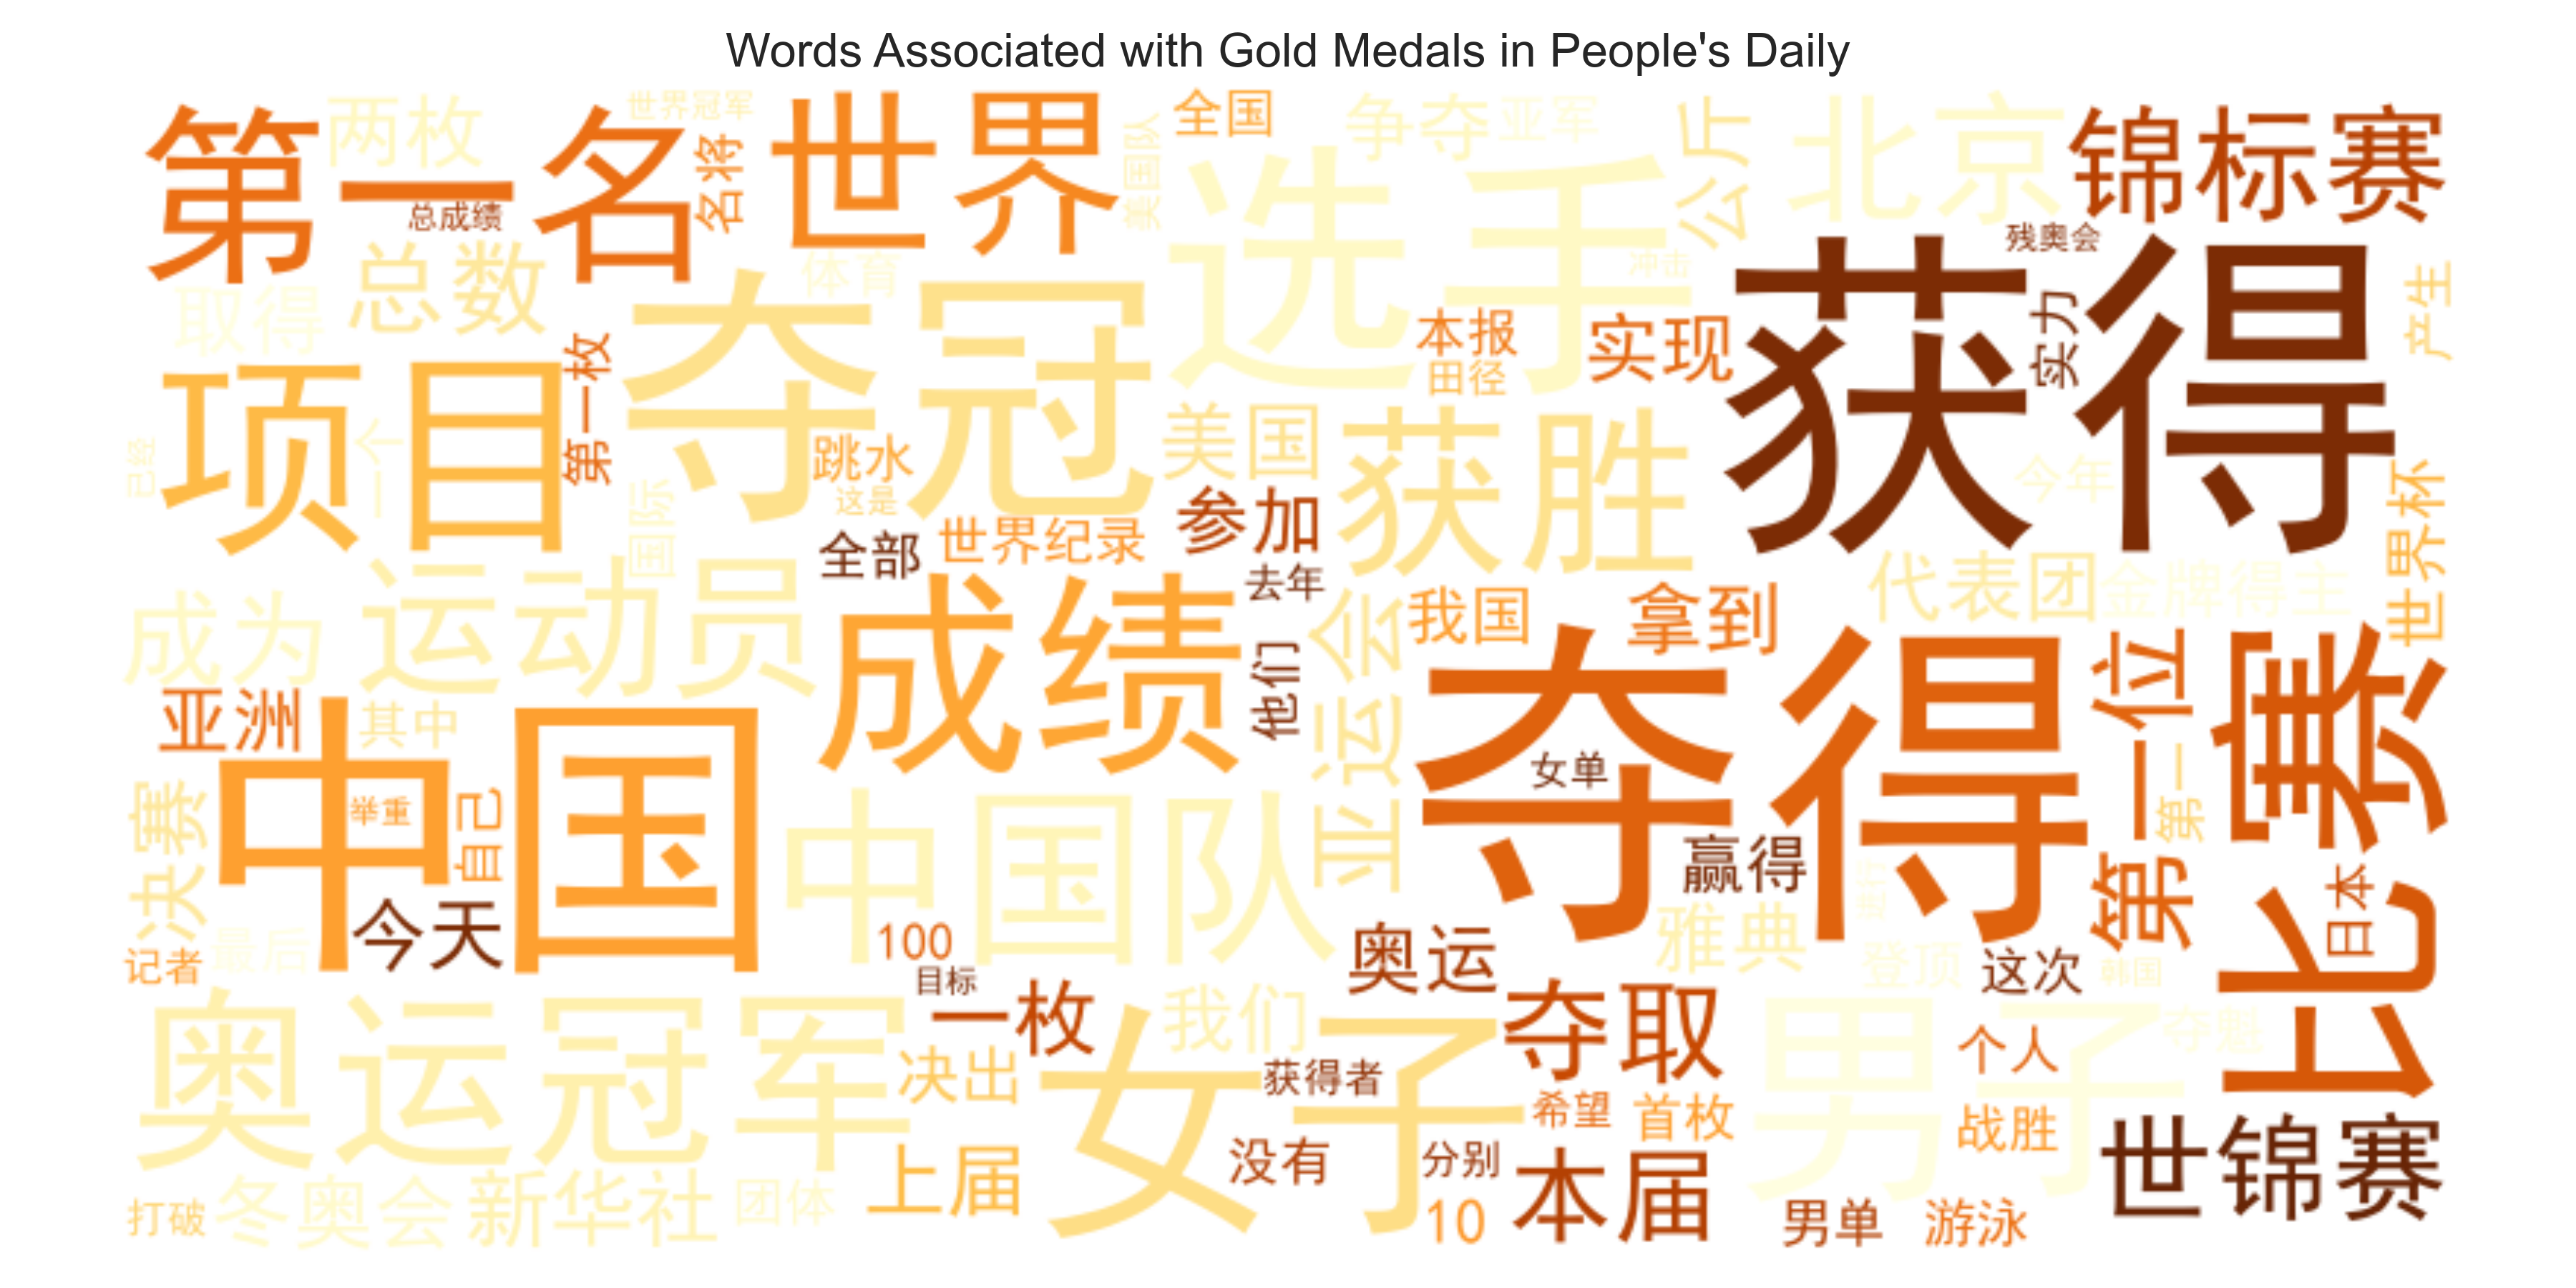 Words Associated with Gold Medals in People's Daily
第一名
两枚
世界冠军
名将
世界
美国队
全国
争夺
亚军
公斤
北京
锦标赛
总成绩
选手
残奥会
取得
总数
体育
冲击
获得
实力
产生
夺冠
本报
实现
项目
第一枚
田径
已经
一个
国际
跳水
美国
获胜
今年
世界杯
这是
参加
全部
世界纪录
去年
成为
运动员
成绩
亚运会
我国
拿到
代表团
金牌得主
他们
夺得
第一位
比赛
亚洲
其中
中国
举重
自己
决赛
中国队
女单
第一
赢得
进行
日本
今天
记者
最后
100
目标
奥运
雅典
登顶
这次
韩国
奥运冠军
一枚
我们
夺取
男子
夺魁
决出
女子
获得者
希望
首枚
个人
战胜
世锦赛
打破
冬奥会
新华社
团体
上届
没有
分别
10
本届
男单
游泳